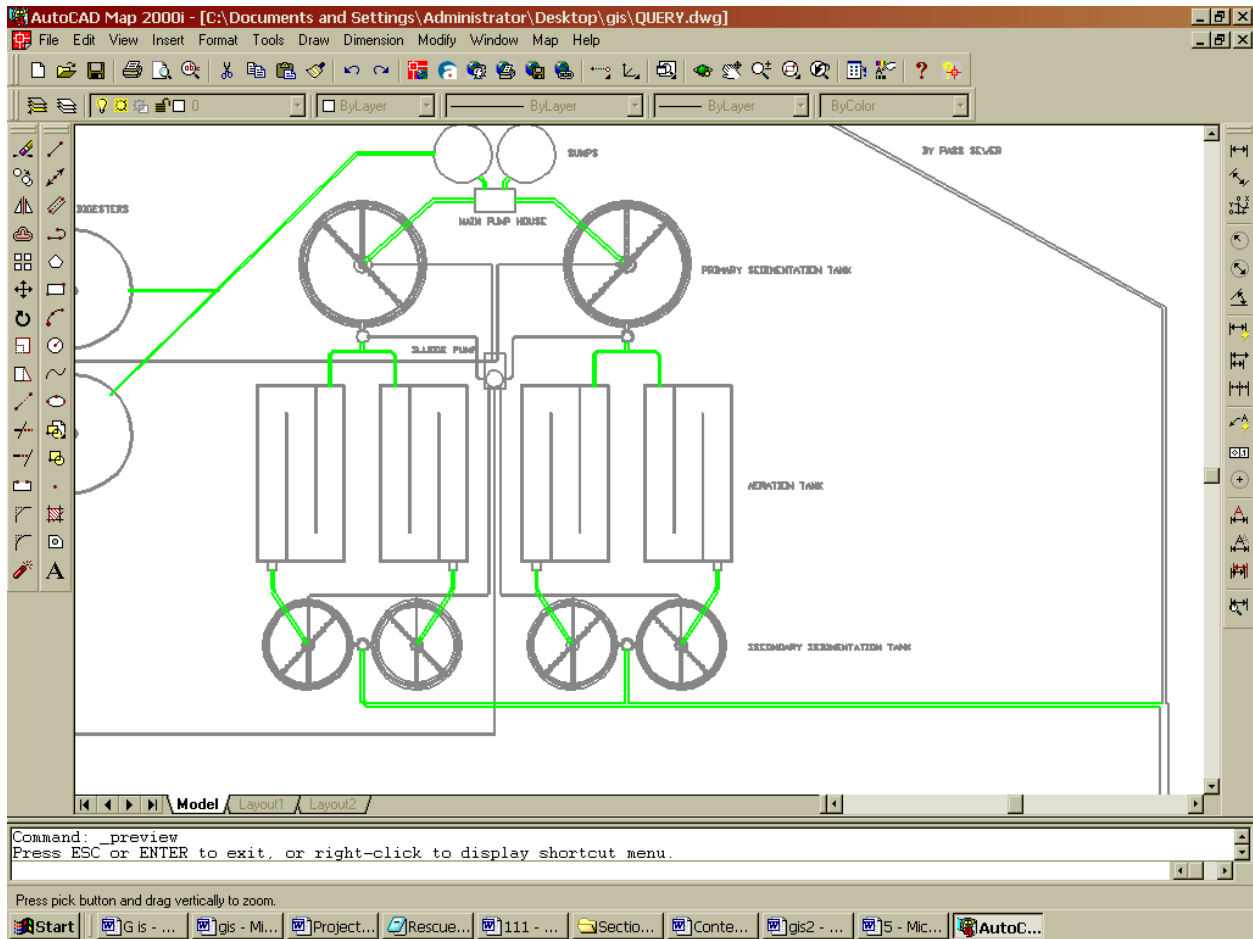 AutoCAD Map 2000i - [C:\Documents and Settings\Administrator\Desktop\gis\QUERY.dwg]
File Edit View Insert Format Tools Draw Dimension Modify Window Map Help
0 ByLayer ByLayer ByLayer ByColor
SUMPS
BY PASS SEWER
DIGESTERS
MAIN PUMP HOUSE
PRIMARY SEDIMENTATION TANK
SLUDGE PUMP
AERATION TANK
SECONDARY SEDIMENTATION TANK
Model Layout1 Layout2
Command: _preview
Press ESC or ENTER to exit, or right-click to display shortcut menu.
Press pick button and drag vertically to zoom.
Start G is - ... gis - Mi... Project... Rescue... 111 - ... Sectio... Conte... gis2 - ... 5 - Mic... AutoC...